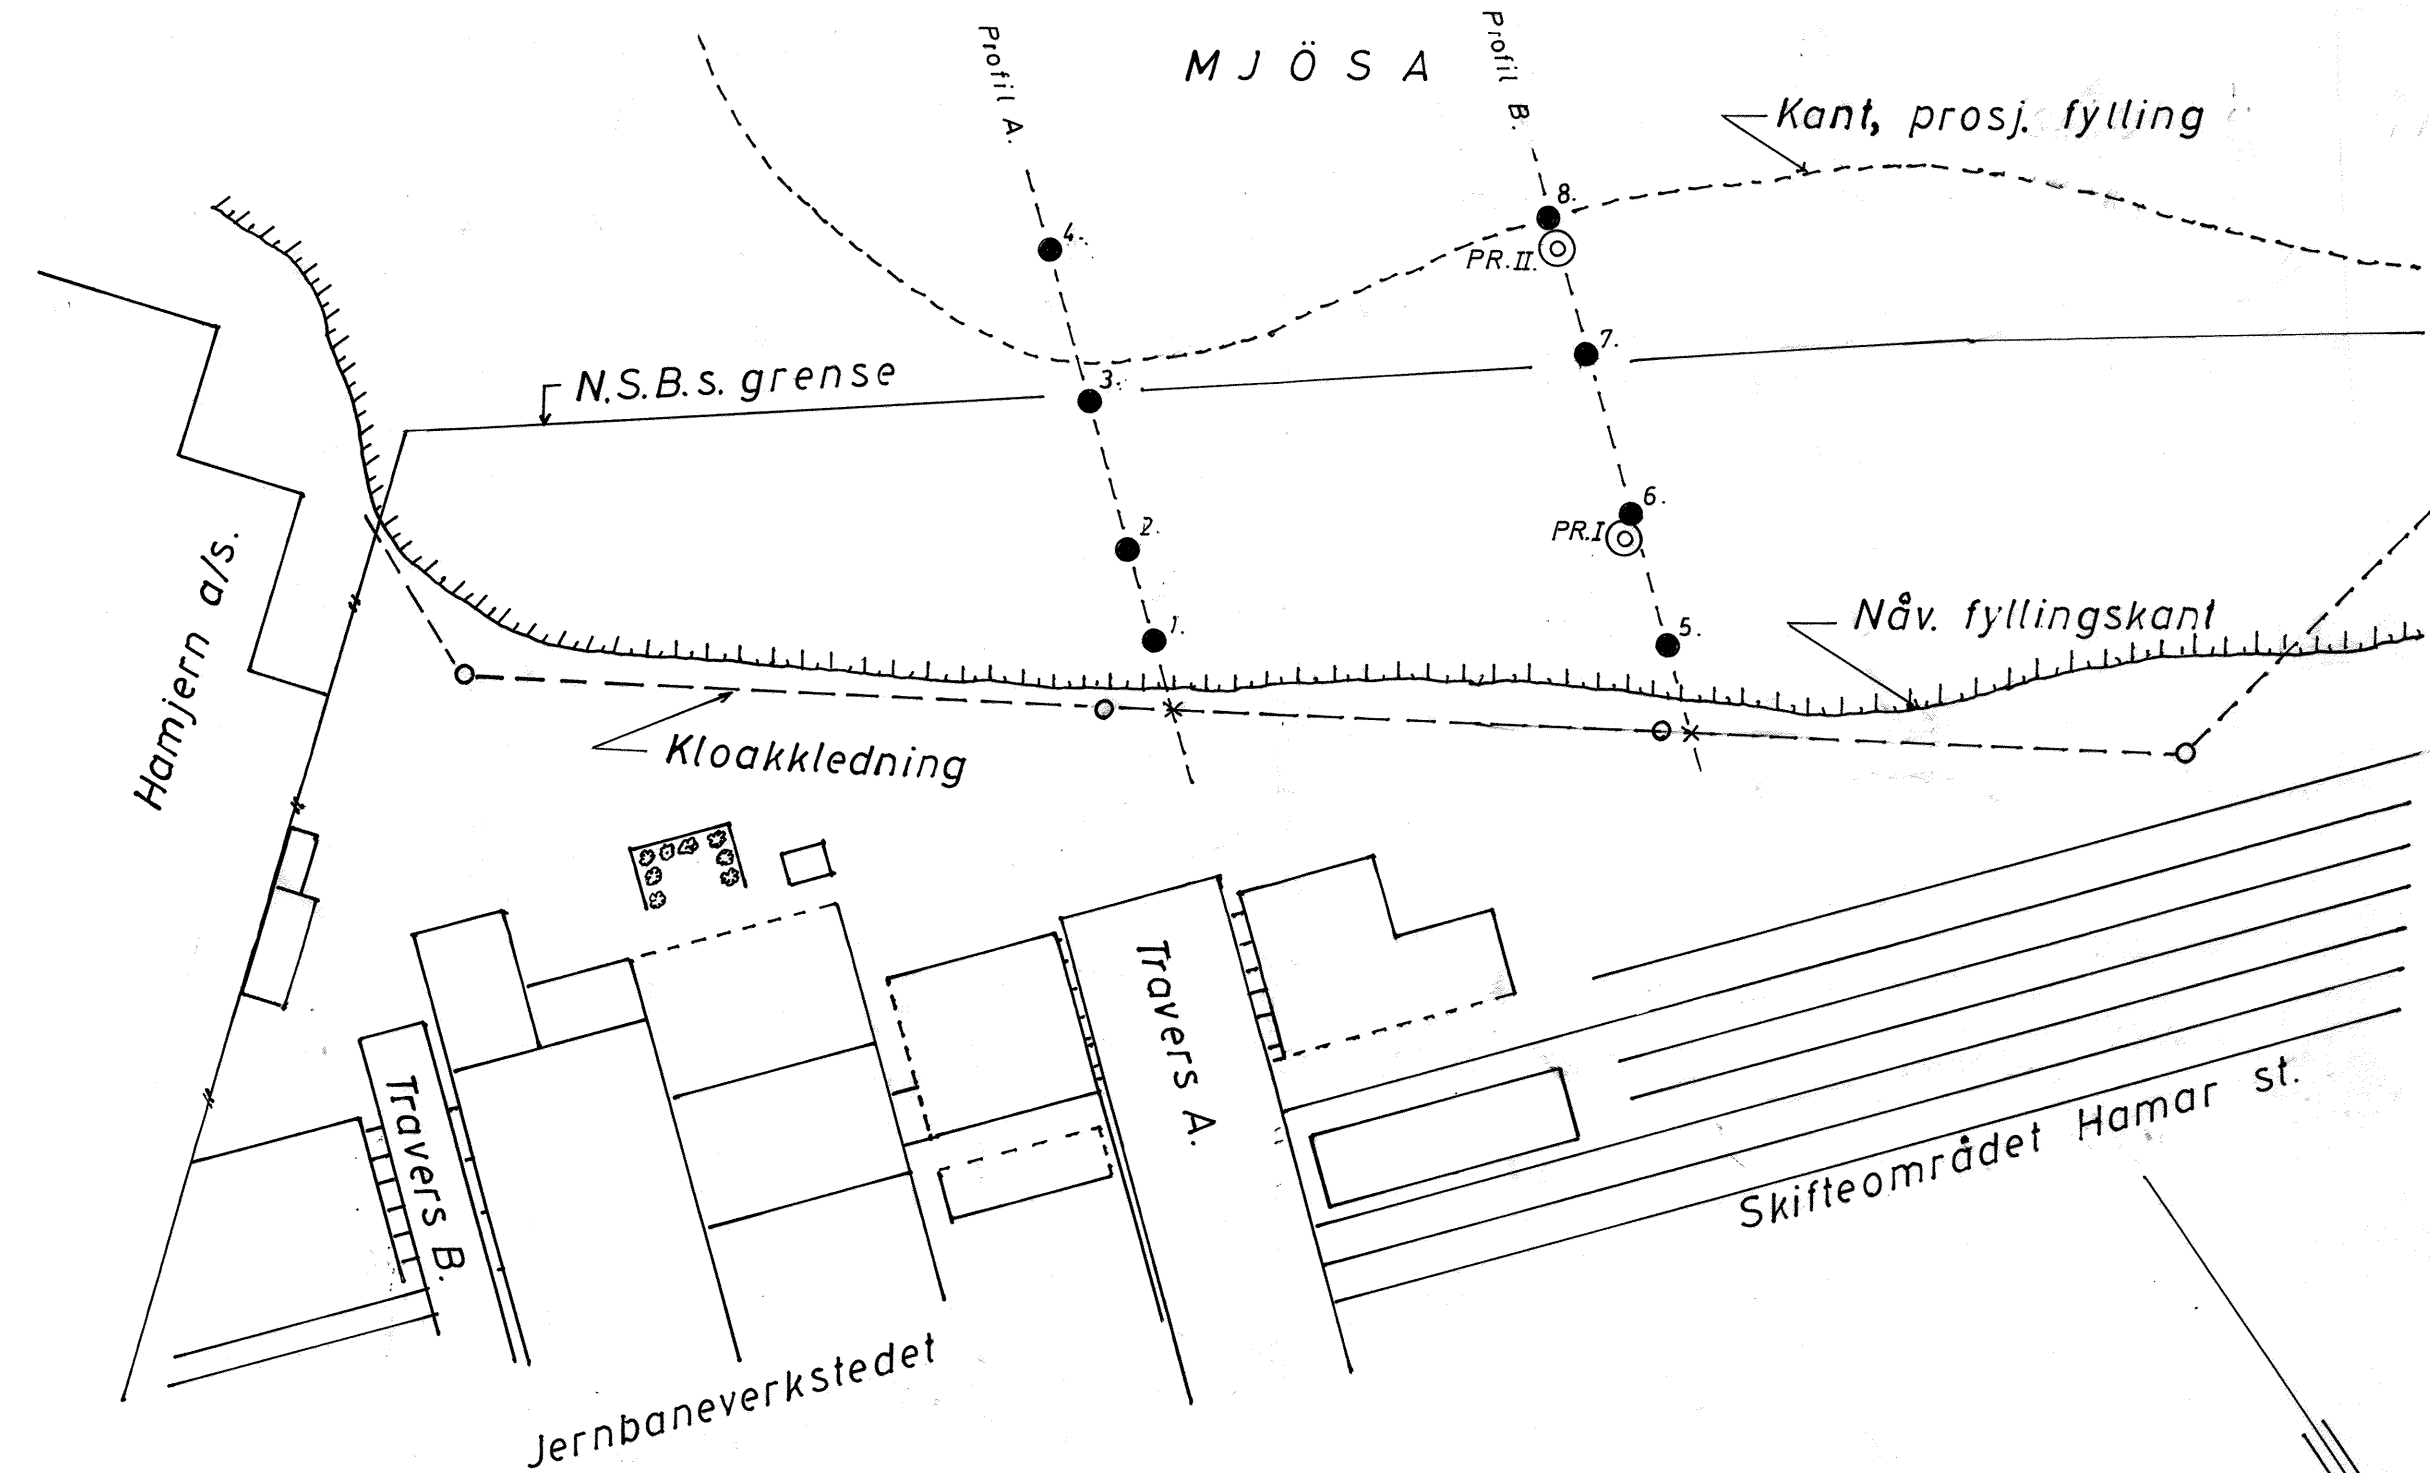 Profil A.
MJÖSA
Profil B.
Kant, prosj. fylling
8.
4.
PR.II.
7.
N.S.B.s. grense
3.
6.
2.
PR.I
Hamjern a/s.
1.
5.
Nåv. fyllingskant
Kloakkledning
Travers A.
Travers B.
Skifteområdet Hamar st.
Jernbaneverkstedet